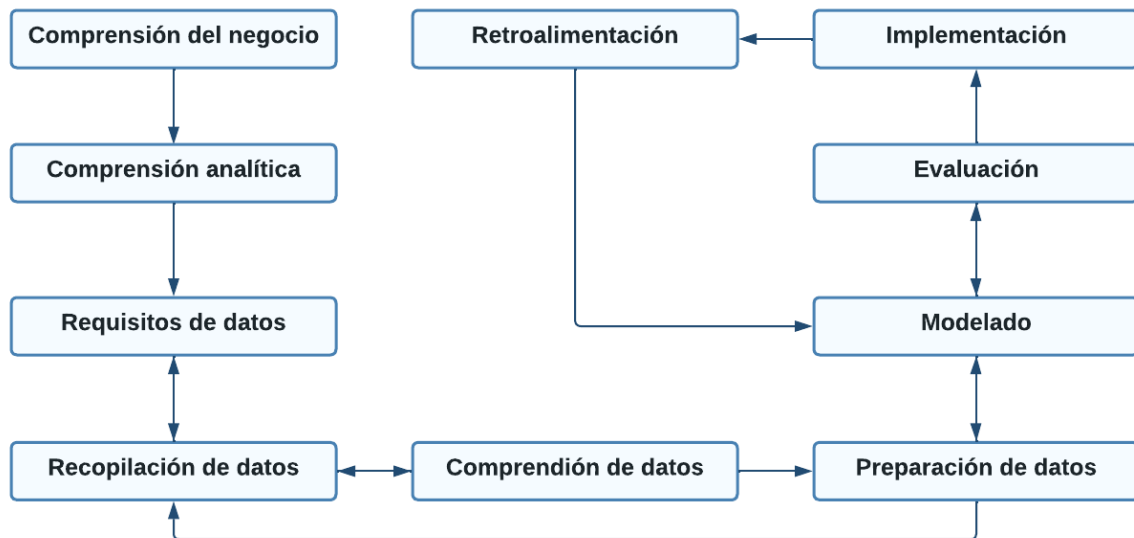 Comprensión del negocio
Retroalimentación
Implementación
Comprensión analítica
Evaluación
Requisitos de datos
Modelado
Recopilación de datos
Comprendión de datos
Preparación de datos